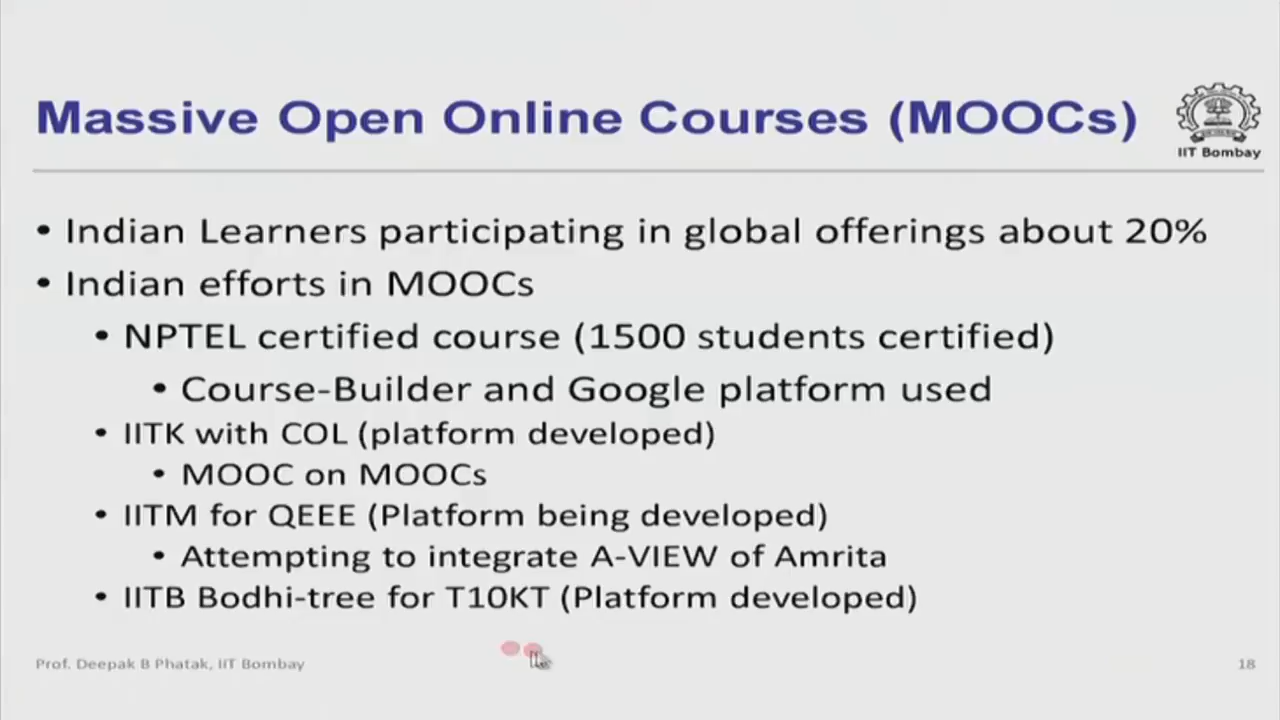 Massive Open Online Courses (MOOCs)
IIT Bombay
• Indian Learners participating in global offerings about 20%
• Indian efforts in MOOCs
• NPTEL certified course (1500 students certified)
• Course-Builder and Google platform used
• IITK with COL (platform developed)
• MOOC on MOOCs
• IITM for QEEE (Platform being developed)
• Attempting to integrate A-VIEW of Amrita
• IITB Bodhi-tree for T10KT (Platform developed)
Prof. Deepak B Phatak, IIT Bombay
18